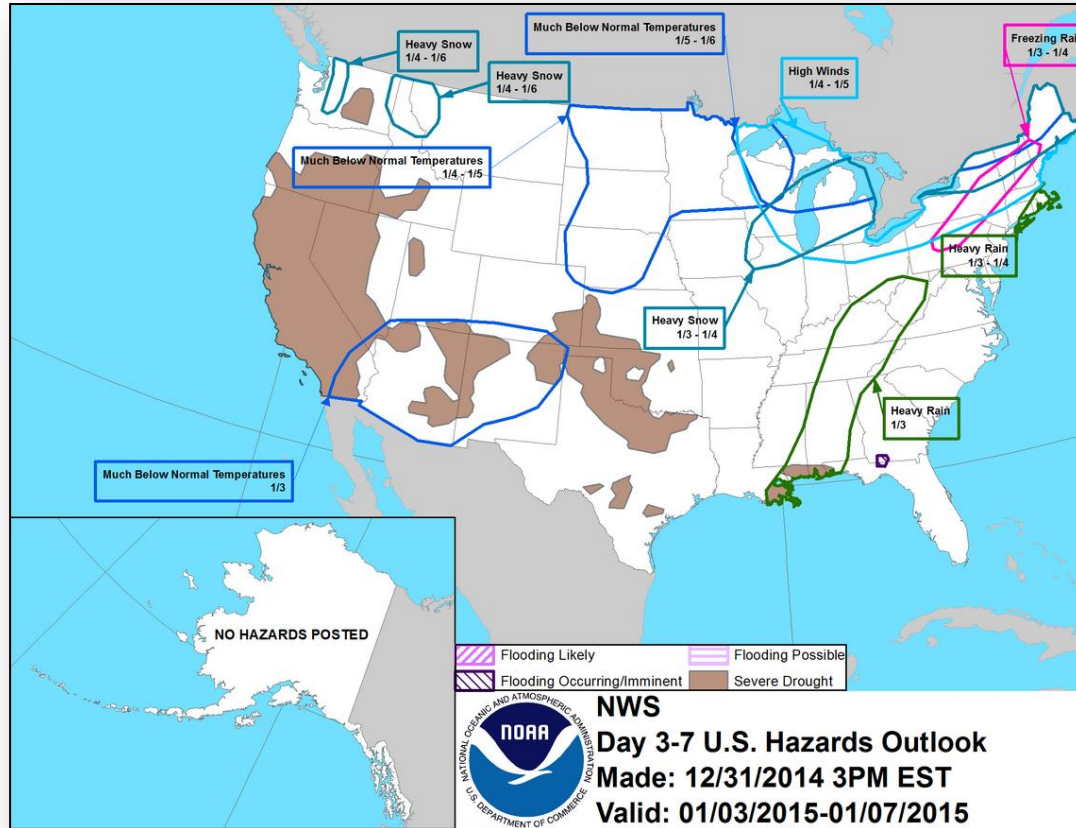 Heavy Snow
1/4 - 1/6
Heavy Snow
1/4 - 1/6
Much Below Normal Temperatures
1/5 - 1/6
High Winds
1/4 - 1/5
Freezing Rai
1/3 - 1/4
Much Below Normal Temperatures
1/4 - 1/5
Heavy Rain
1/3 - 1/4
Heavy Snow
1/3 - 1/4
Heavy Rain
1/3
Much Below Normal Temperatures
1/3
NO HAZARDS POSTED
Flooding Likely
Flooding Possible
Flooding Occurring/Imminent
Severe Drought
NATIONAL OCEANIC AND ATMOSPHERIC ADMINISTRATION
NOAA
U.S. DEPARTMENT OF COMMERCE
NWS
Day 3-7 U.S. Hazards Outlook
Made: 12/31/2014 3PM EST
Valid: 01/03/2015-01/07/2015